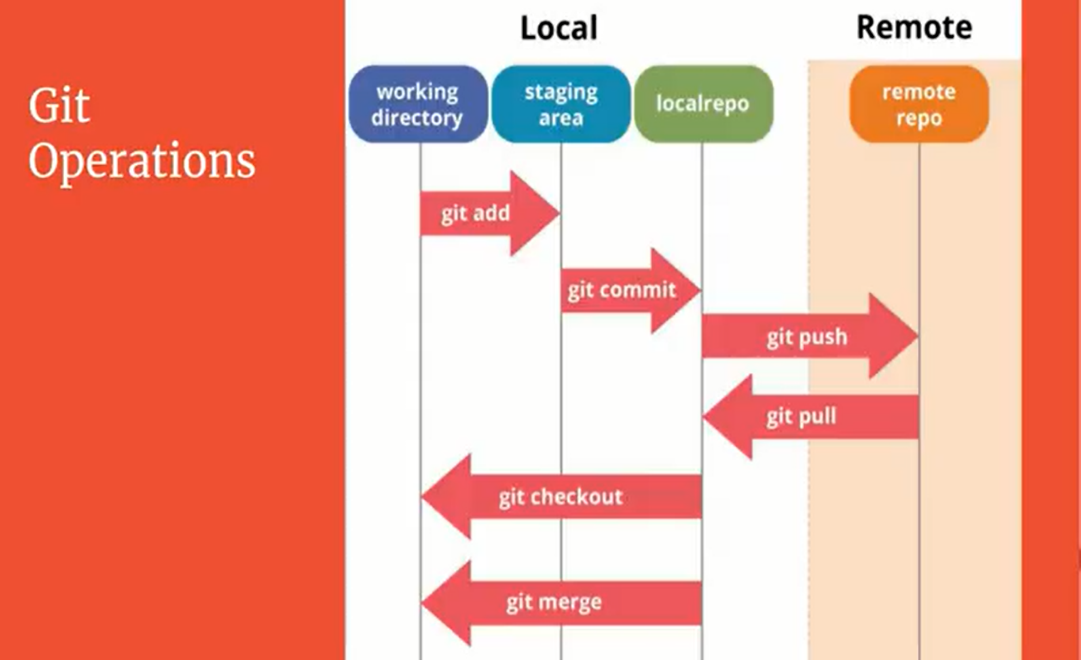 Git
Operations
Local
Remote
working
directory
staging
area
localrepo
remote
repo
git add
git commit
git push
git pull
git checkout
git merge